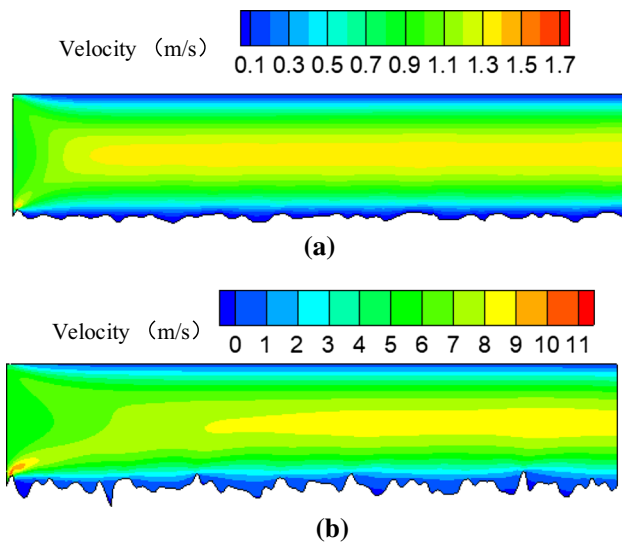 Velocity （m/s）
0.1 0.3 0.5 0.7 0.9 1.1 1.3 1.5 1.7
(a)
Velocity （m/s）
0 1 2 3 4 5 6 7 8 9 10 11
(b)